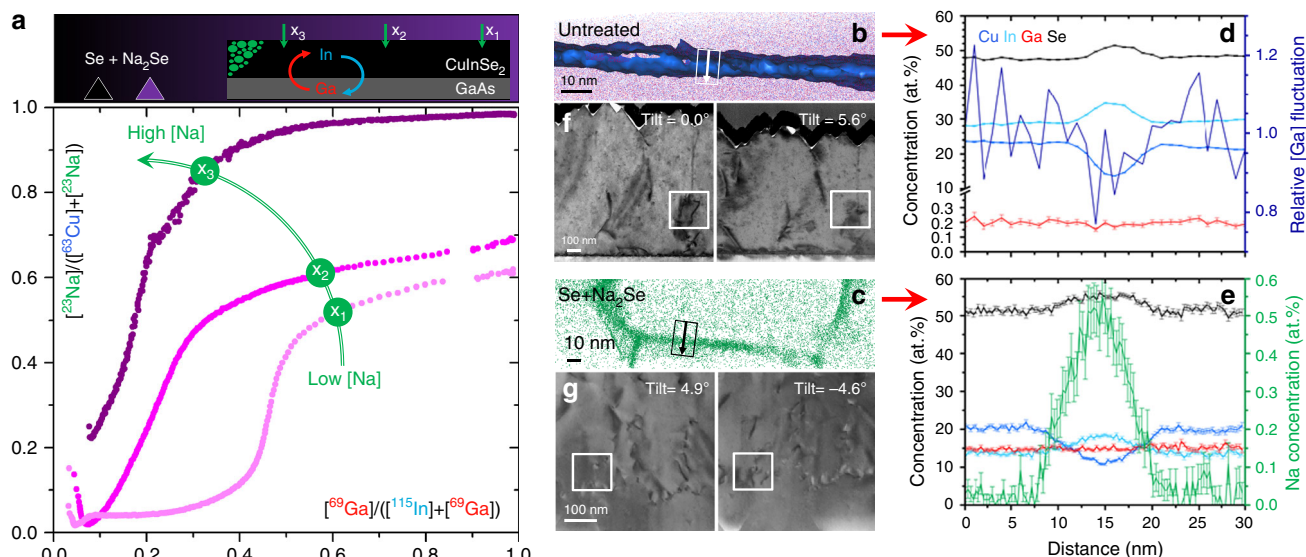 a
x3
x2
x1
Se + Na2Se
In
Ga
CuInSe2
GaAs
1.0
0.8
0.6
0.4
0.2
0.0
[23Na]/([63Cu]+[23Na])
High [Na]
x3
x2
x1
Low [Na]
[69Ga]/([115In]+[69Ga])
0.0
0.2
0.4
0.6
0.8
1.0
Untreated
b
10 nm
f
Tilt = 0.0°
Tilt = 5.6°
100 nm
Se+Na2Se
c
10 nm
Tilt= 4.9°
g
Tilt= –4.6°
100 nm
d
Cu In Ga Se
Concentration (at.%)
60
50
40
30
20
10
0.3
0.2
0.1
0.0
Relative [Ga] fluctuation
1.2
1.0
0.8
e
Concentration (at.%)
60
50
40
30
20
10
0
Na concentration (at.%)
0.6
0.5
0.4
0.3
0.2
0.1
0.0
0
5
10
15
20
25
30
Distance (nm)